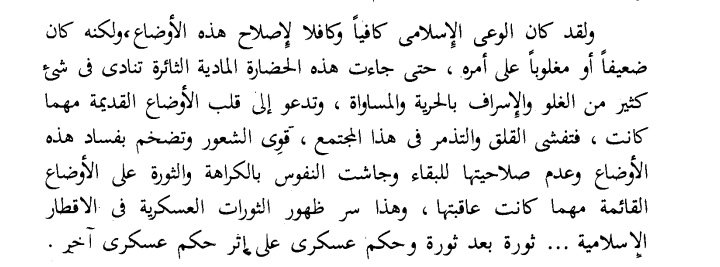 ولقد كان الوعى الإسلامى كافياً وكافلا لإصلاح هذه الأوضاع،ولكنه كان
ضعيفاً أو مغلوباً على أمره ، حتى جاءت هذه الحضارة المادية الثائرة تنادى فى شئ
كثير من الغلو والإسراف بالحرية والمساواة ، وتدعو إلى قلب الأوضاع القديمة مهما
كانت ، فتفشى القلق والتذمر فى هذا المجتمع ، قوى الشعور وتضخم بفساد هذه
الأوضاع وعدم صلاحيتها للبقاء وجاشت النفوس بالكراهة والثورة على الأوضاع
القائمة مهما كانت عاقبتها ، وهذا سر ظهور الثورات العسكرية فى الاقطار
الإسلامية ... ثورة بعد ثورة وحكم عسكرى على إثر حكم عسكرى آخر .